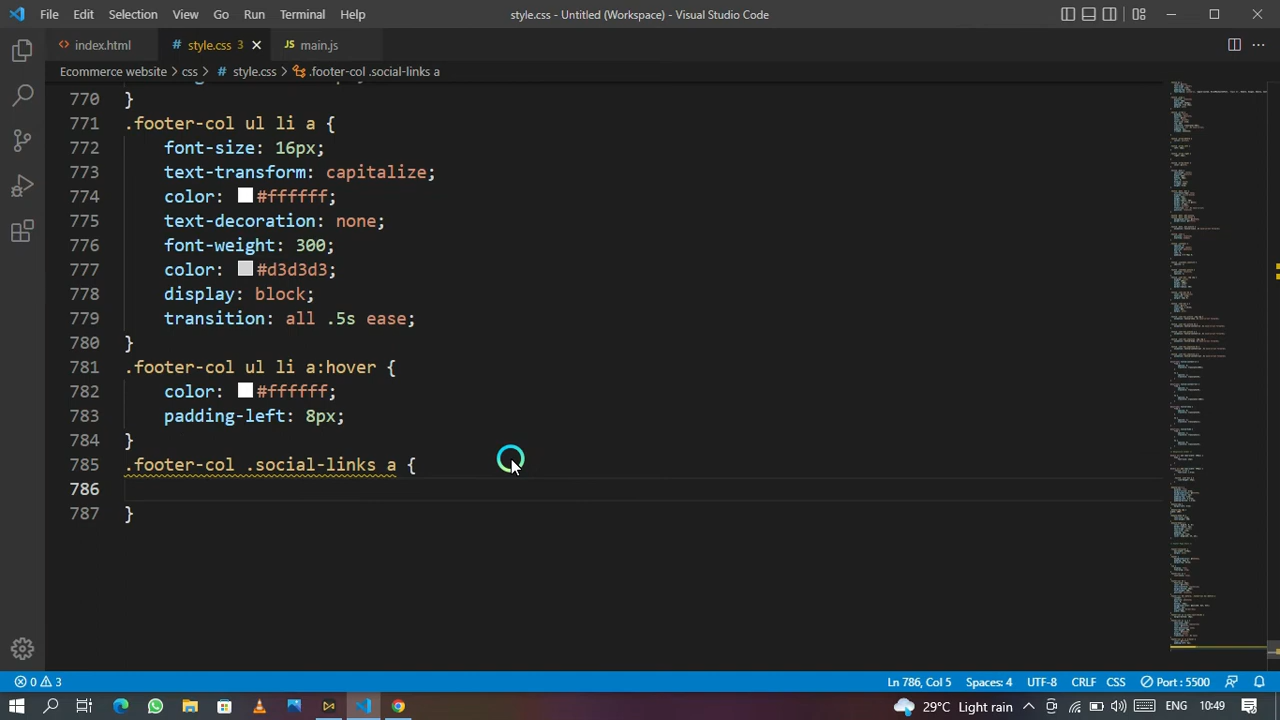 File Edit Selection View Go Run Terminal Help
style.css - Untitled (Workspace) - Visual Studio Code
index.html
style.css 3
JS main.js
Ecommerce website > css > # style.css > .footer-col .social-links a
770 }
771 .footer-col ul li a {
772 font-size: 16px;
773 text-transform: capitalize;
774 color: #ffffff;
775 text-decoration: none;
776 font-weight: 300;
777 color: #d3d3d3;
778 display: block;
779 transition: all .5s ease;
780 }
781 .footer-col ul li a:hover {
782 color: #ffffff;
783 padding-left: 8px;
784 }
785 .footer-col .social-links a {
786
787 }
0 3
Ln 786, Col 5 Spaces: 4 UTF-8 CRLF CSS Port : 5500
29°C Light rain ENG 10:49